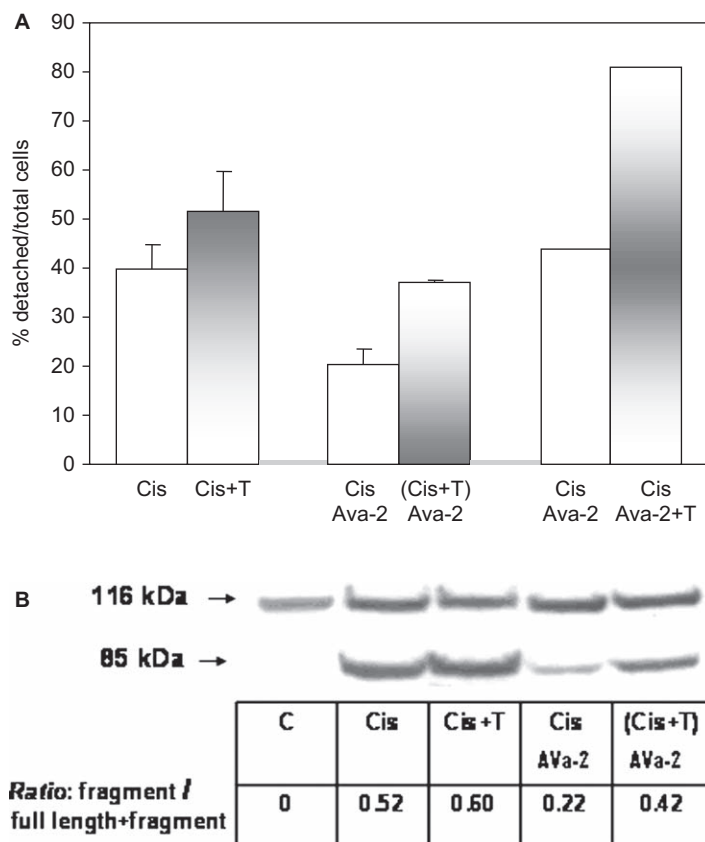 A
90
80
70
60
50
40
30
20
10
0
% detached/total cells
Cis
Cis+T
Cis
Ava-2
(Cis+T)
Ava-2
Cis
Ava-2
Cis
Ava-2+T
B
116 kDa →
85 kDa →
C
Cis
Cis+T
Cis
AVa-2
(Cis+T)
AVa-2
Ratio: fragment /
full length+fragment
0
0.52
0.60
0.22
0.42